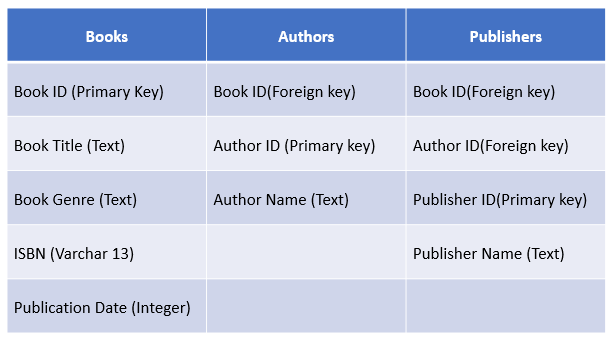 Books Authors Publishers
Book ID (Primary Key) Book ID(Foreign key) Book ID(Foreign key)
Book Title (Text) Author ID (Primary key) Author ID(Foreign key)
Book Genre (Text) Author Name (Text) Publisher ID(Primary key)
ISBN (Varchar 13) Publisher Name (Text)
Publication Date (Integer)